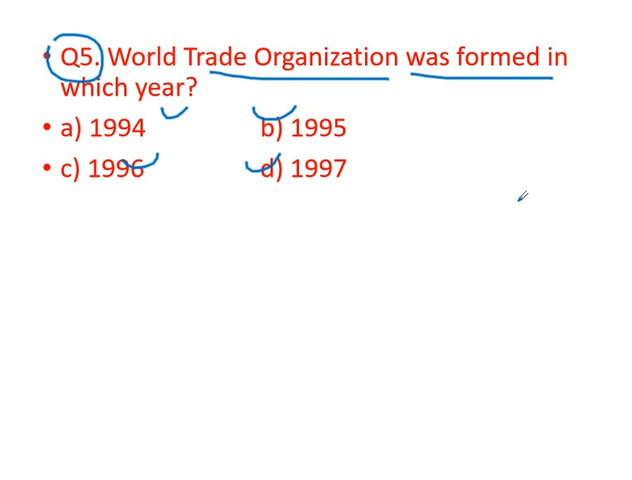 • Q5. World Trade Organization was formed in
which year?
• a) 1994 b) 1995
• c) 1996 d) 1997